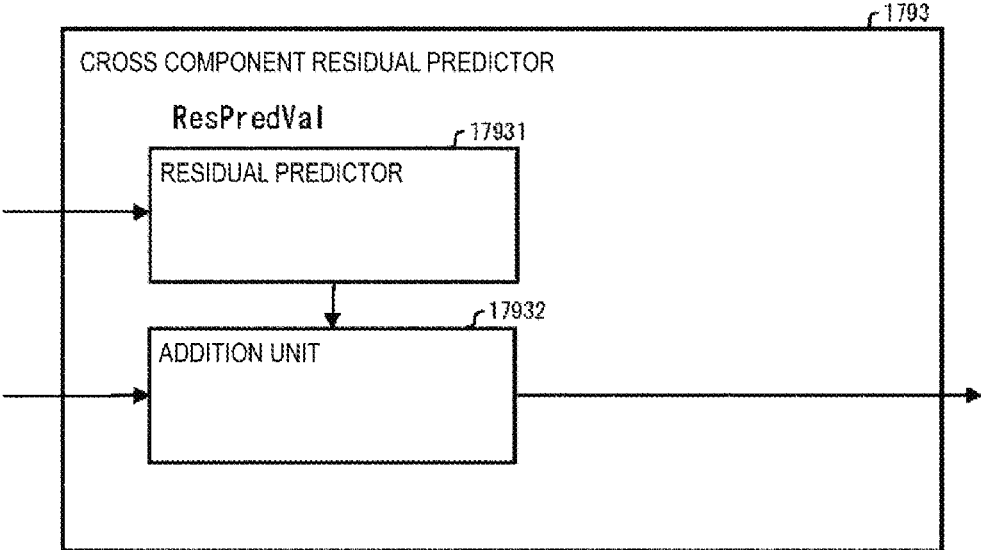 1793
CROSS COMPONENT RESIDUAL PREDICTOR
ResPredVal
17931
RESIDUAL PREDICTOR
17932
ADDITION UNIT